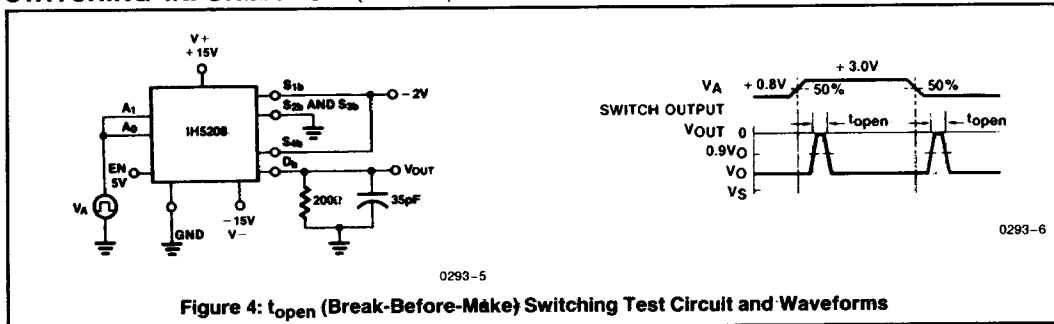 V+
+15V
A1
A0
IH5208
EN
5V
VA
GND
-15V
V-
S1b
S2b AND S3b
S4b
Db
-2V
VOUT
200Ω
35pF
0293-5
VA
+0.8V
+3.0V
50%
50%
SWITCH OUTPUT
VOUT
0
0.9VO
VO
VS
topen
topen
0293-6
Figure 4: topen (Break-Before-Make) Switching Test Circuit and Waveforms